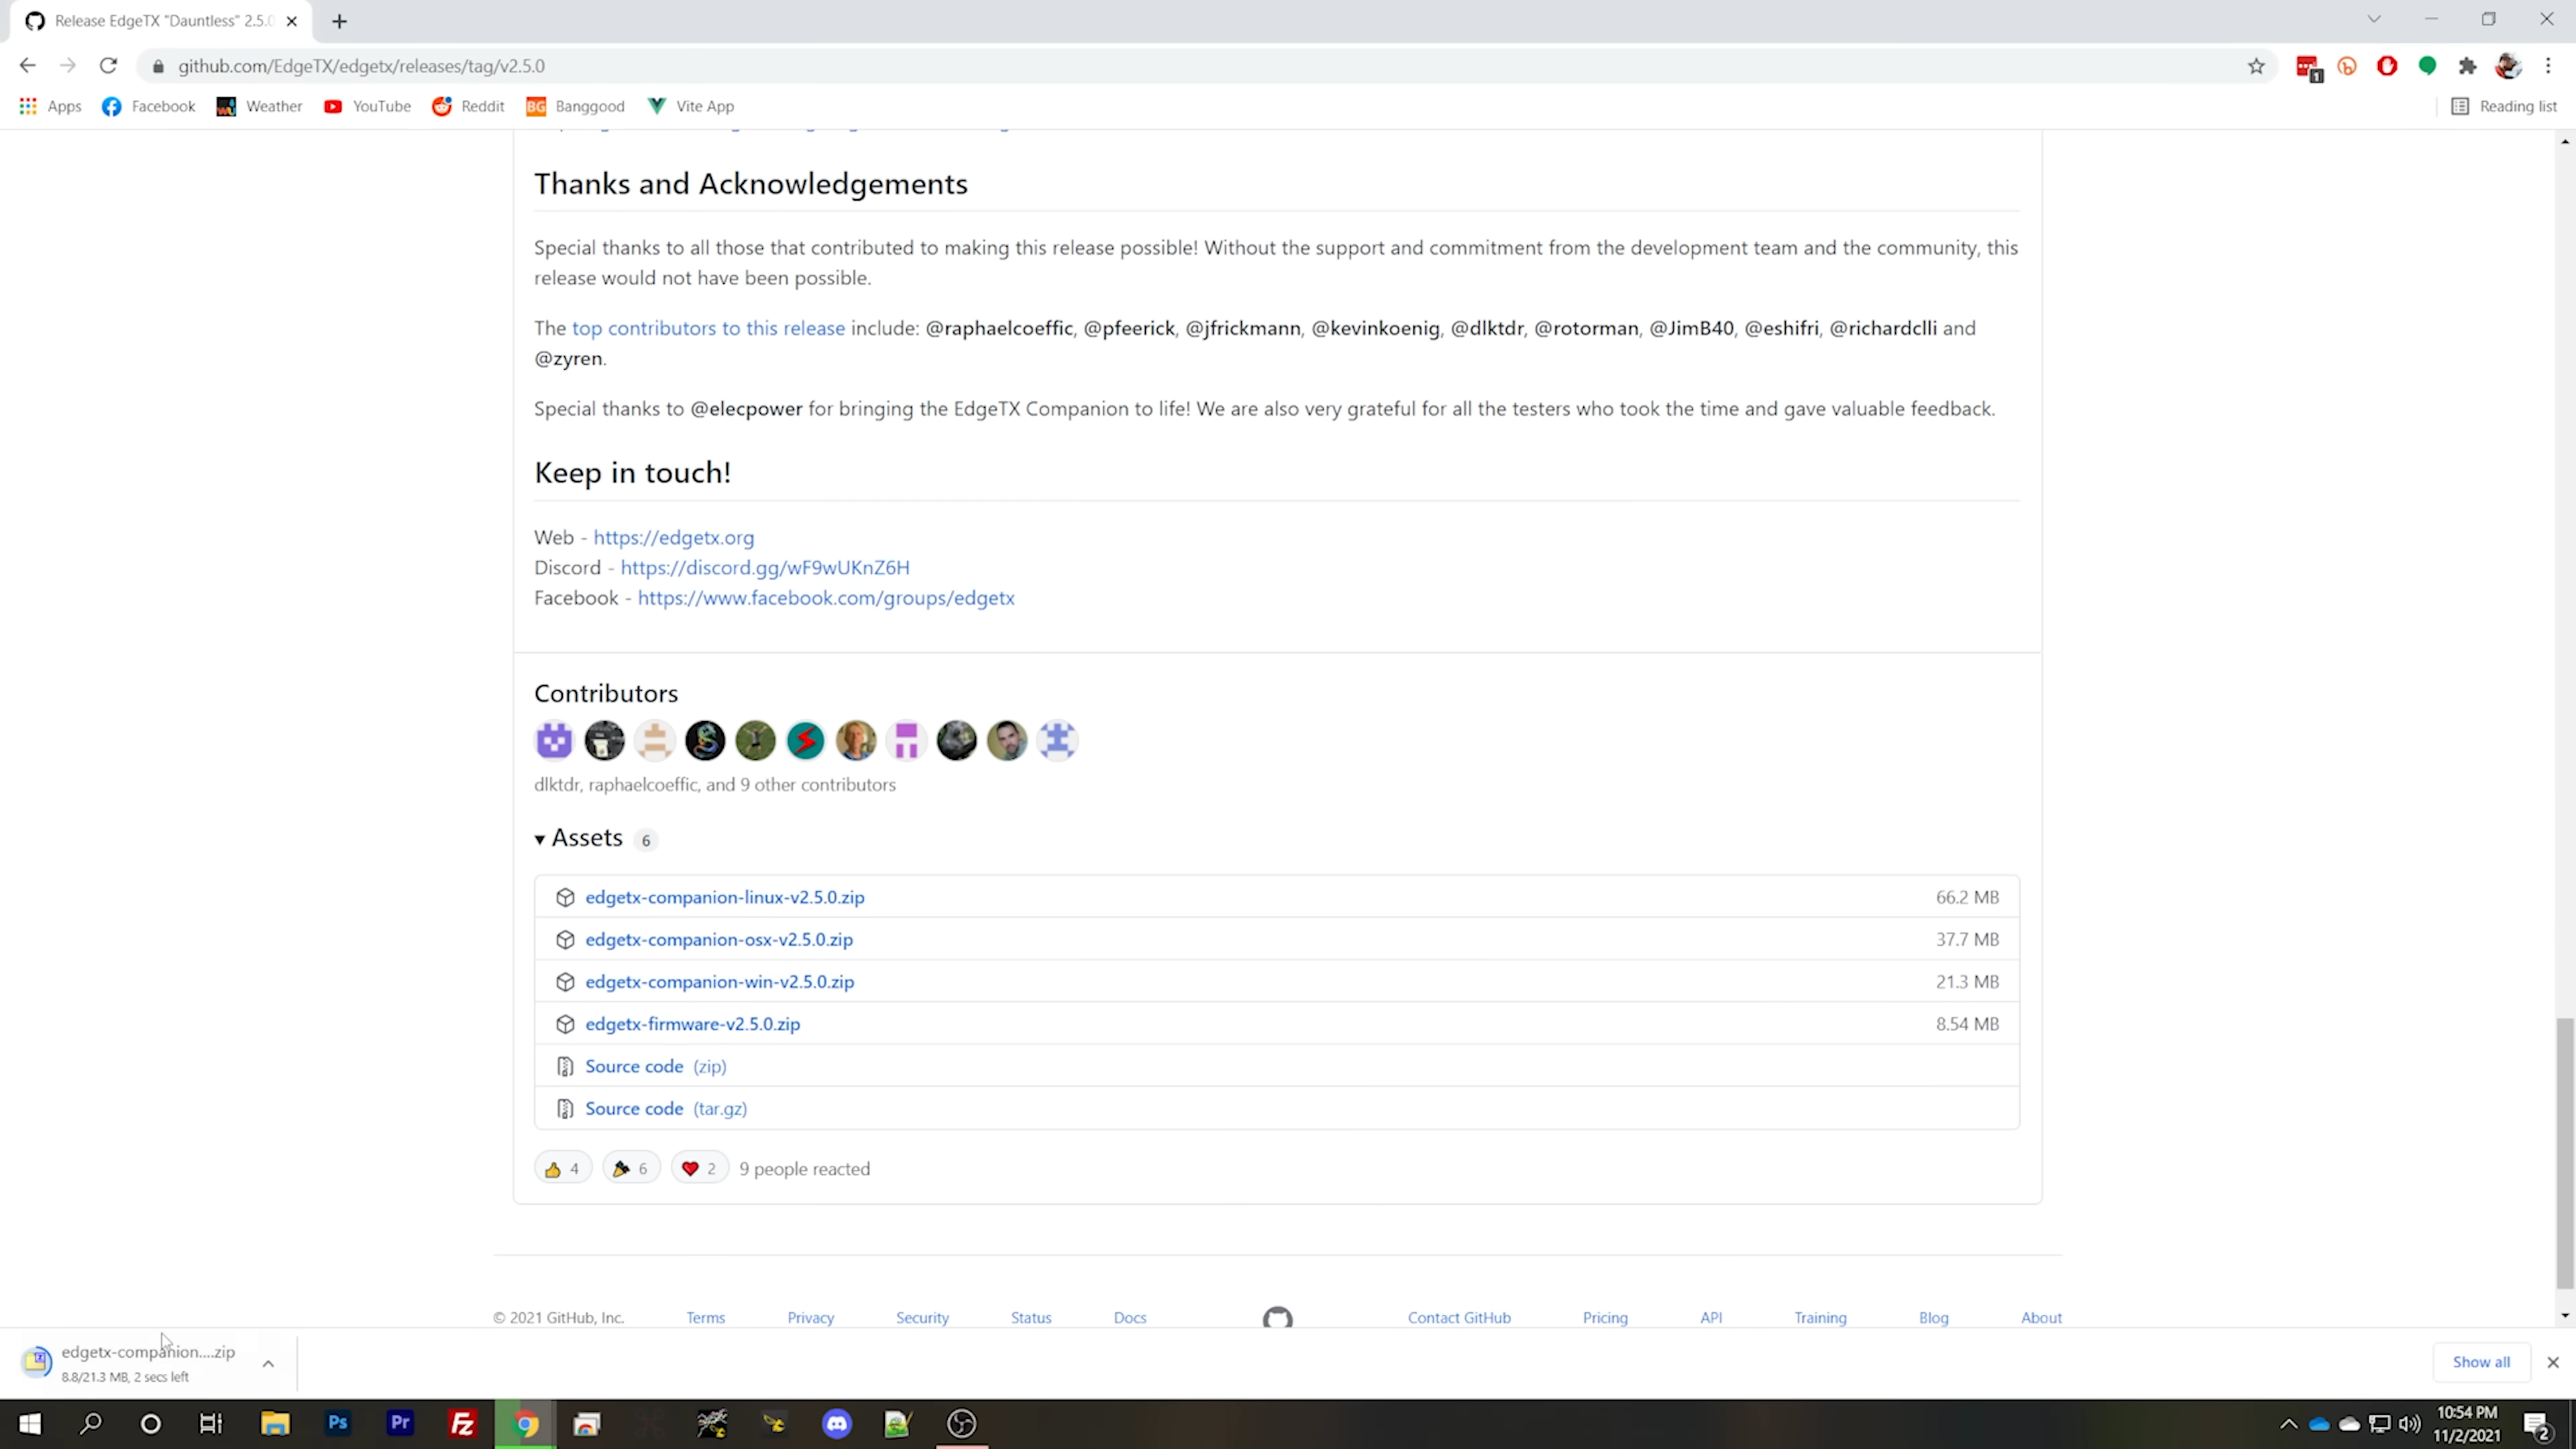 Release EdgeTX "Dauntless" 2.5.0
github.com/EdgeTX/edgetx/releases/tag/v2.5.0
1
Apps Facebook Weather YouTube Reddit BG Banggood Vite App Reading list
Thanks and Acknowledgements
Special thanks to all those that contributed to making this release possible! Without the support and commitment from the development team and the community, this
release would not have been possible.
The top contributors to this release include: @raphaelcoeffic, @pfeerick, @jfrickmann, @kevinkoenig, @dlktdr, @rotorman, @JimB40, @eshifri, @richardclli and
@zyren.
Special thanks to @elecpower for bringing the EdgeTX Companion to life! We are also very grateful for all the testers who took the time and gave valuable feedback.
Keep in touch!
Web - https://edgetx.org
Discord - https://discord.gg/wF9wUKnZ6H
Facebook - https://www.facebook.com/groups/edgetx
Contributors
dlktdr, raphaelcoeffic, and 9 other contributors
Assets 6
edgetx-companion-linux-v2.5.0.zip 66.2 MB
edgetx-companion-osx-v2.5.0.zip 37.7 MB
edgetx-companion-win-v2.5.0.zip 21.3 MB
edgetx-firmware-v2.5.0.zip 8.54 MB
Source code (zip)
Source code (tar.gz)
4 6 2 9 people reacted
© 2021 GitHub, Inc. Terms Privacy Security Status Docs Contact GitHub Pricing API Training Blog About
edgetx-companion....zip
8.8/21.3 MB, 2 secs left
Show all
Ps Pr Fz
10:54 PM
11/2/2021
2